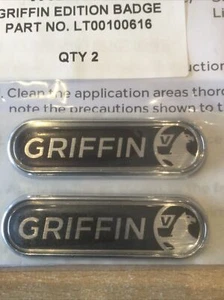 GRIFFIN EDITION BADGE
PART NO. LT00100616
QTY 2
uction
. Clean the application areas thoro
note the precautions shown to
GRIFFIN
GRIFFIN